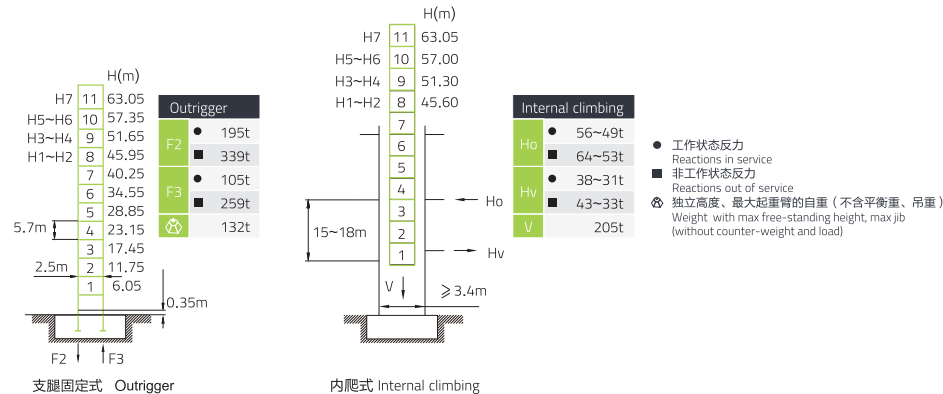 H(m)
H7 11 63.05
H5~H6 10 57.35
H3~H4 9 51.65
H1~H2 8 45.95
7 40.25
6 34.55
5 28.85
5.7m 4 23.15
3 17.45
2.5m 2 11.75
1 6.05
0.35m
F2 F3
支腿固定式 Outrigger
Outrigger
F2 ● 195t
■ 339t
F3 ● 105t
■ 259t
132t
H(m)
H7 11 63.05
H5~H6 10 57.00
H3~H4 9 51.30
H1~H2 8 45.60
7
6
5
4
Ho
3
15~18m
2
Hv
1
V
≥3.4m
内爬式 Internal climbing
Internal climbing
Ho ● 56~49t
■ 64~53t
Hv ● 38~31t
■ 43~33t
V 205t
● 工作状态反力
Reactions in service
■ 非工作状态反力
Reactions out of service
独立高度、最大起重臂的自重（不含平衡重、吊重）
Weight with max free-standing height, max jib
(without counter-weight and load)